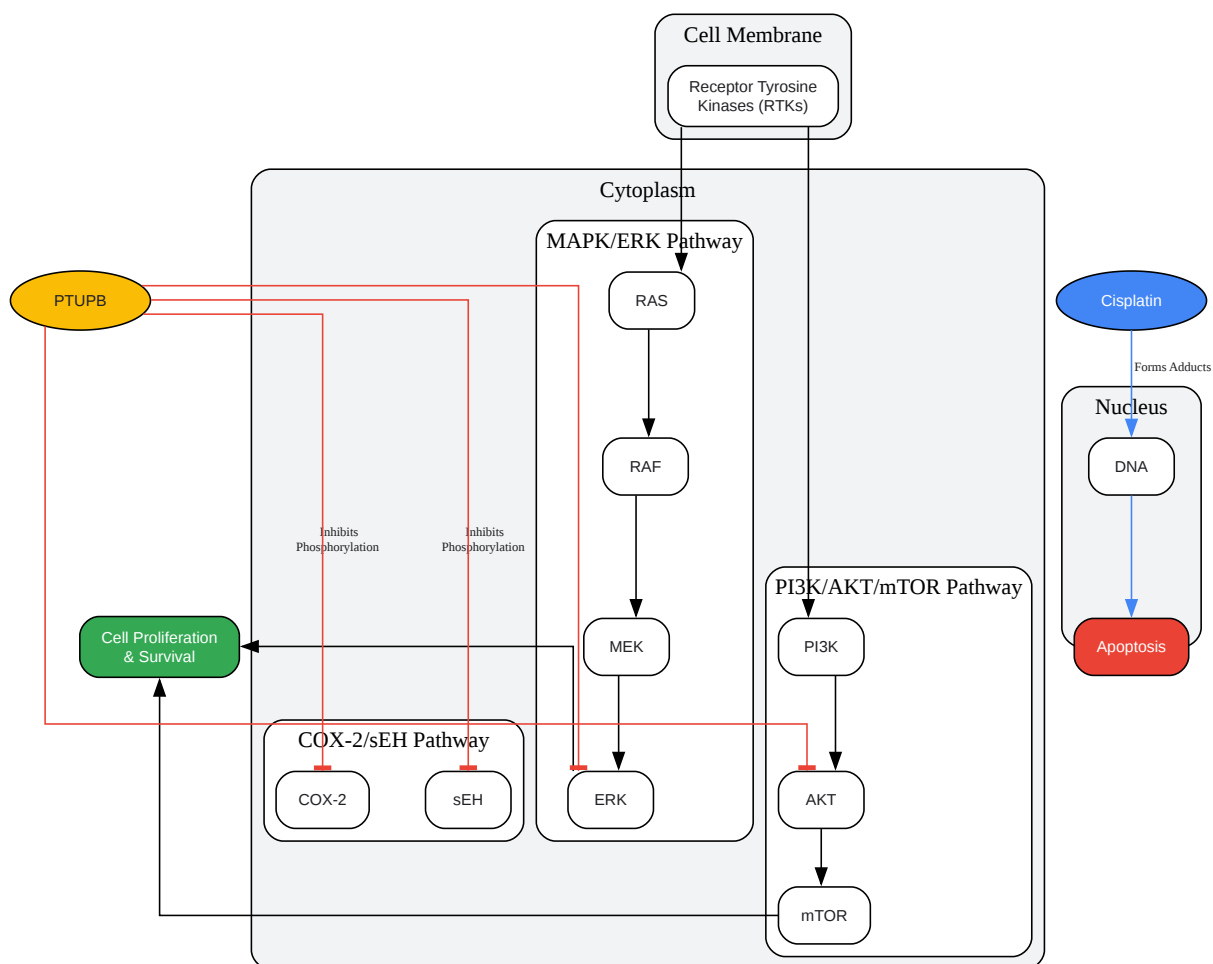 Cell Membrane
Receptor Tyrosine
Kinases (RTKs)
Cytoplasm
MAPK/ERK Pathway
RAS
PTUPB
Cisplatin
Forms Adducts
Nucleus
RAF
DNA
Inhibits
Phosphorylation
Inhibits
Phosphorylation
PI3K/AKT/mTOR Pathway
Cell Proliferation
& Survival
MEK
PI3K
Apoptosis
COX-2/sEH Pathway
COX-2
sEH
ERK
AKT
mTOR